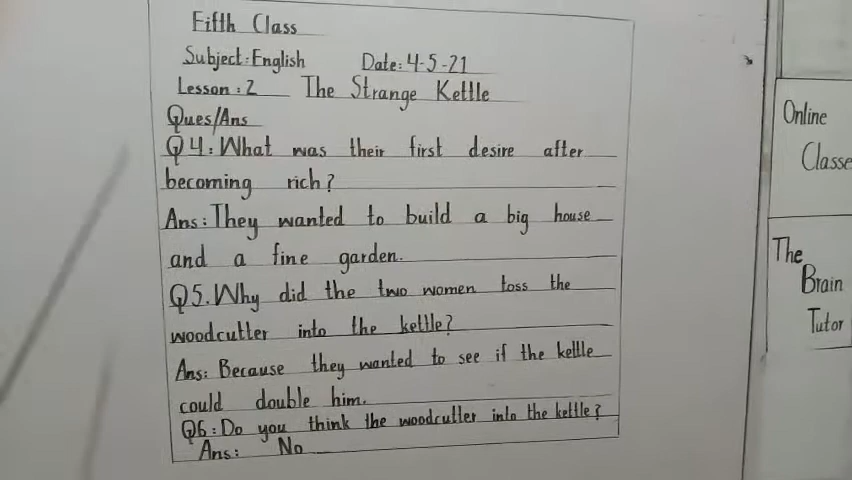 Fifth Class
Subject: English Date: 4-5-21
Lesson: 2 The Strange Kettle
Ques/Ans
Q4: What was their first desire after
becoming rich?
Ans: They wanted to build a big house
and a fine garden.
Q5. Why did the two women toss the
woodcutter into the kettle?
Ans: Because they wanted to see if the kettle
could double him.
Q6: Do you think the woodcutter into the kettle?
Ans: No
Online
Classe
The
Brain
Tutor